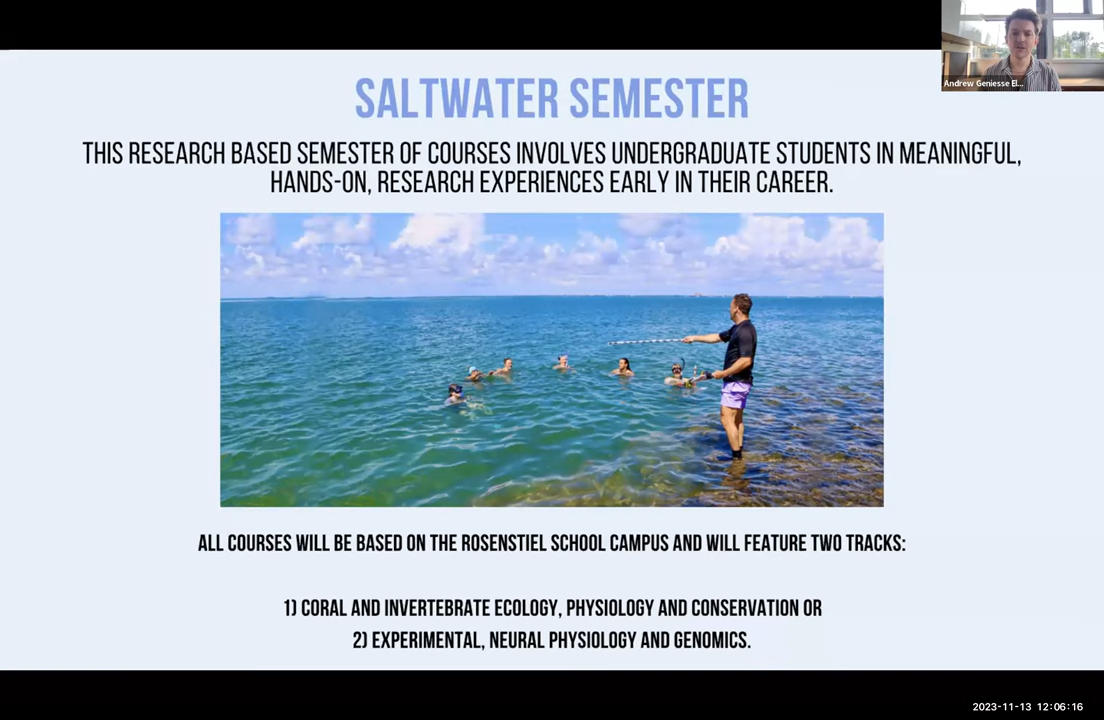 SALTWATER SEMESTER
THIS RESEARCH BASED SEMESTER OF COURSES INVOLVES UNDERGRADUATE STUDENTS IN MEANINGFUL,
HANDS-ON, RESEARCH EXPERIENCES EARLY IN THEIR CAREER.
Andrew Geniesse El...
ALL COURSES WILL BE BASED ON THE ROSENSTIEL SCHOOL CAMPUS AND WILL FEATURE TWO TRACKS:
1) CORAL AND INVERTEBRATE ECOLOGY, PHYSIOLOGY AND CONSERVATION OR
2) EXPERIMENTAL, NEURAL PHYSIOLOGY AND GENOMICS.
2023-11-13 12:06:16